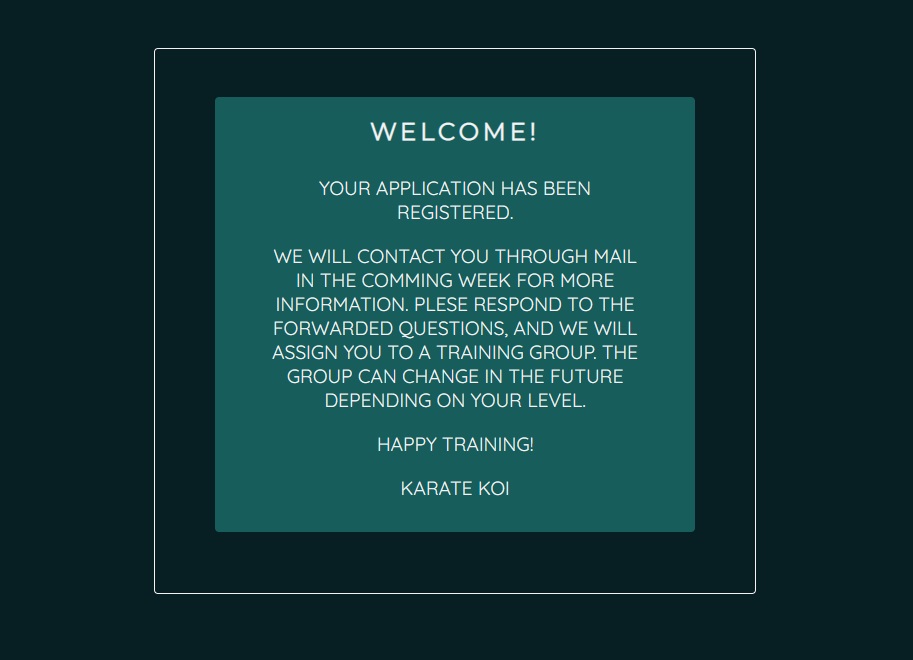 WELCOME!
YOUR APPLICATION HAS BEEN
REGISTERED.
WE WILL CONTACT YOU THROUGH MAIL
IN THE COMMING WEEK FOR MORE
INFORMATION. PLESE RESPOND TO THE
FORWARDED QUESTIONS, AND WE WILL
ASSIGN YOU TO A TRAINING GROUP. THE
GROUP CAN CHANGE IN THE FUTURE
DEPENDING ON YOUR LEVEL.
HAPPY TRAINING!
KARATE KOI